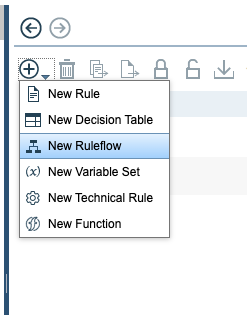 New Rule
New Decision Table
New Ruleflow
(x) New Variable Set
New Technical Rule
New Function